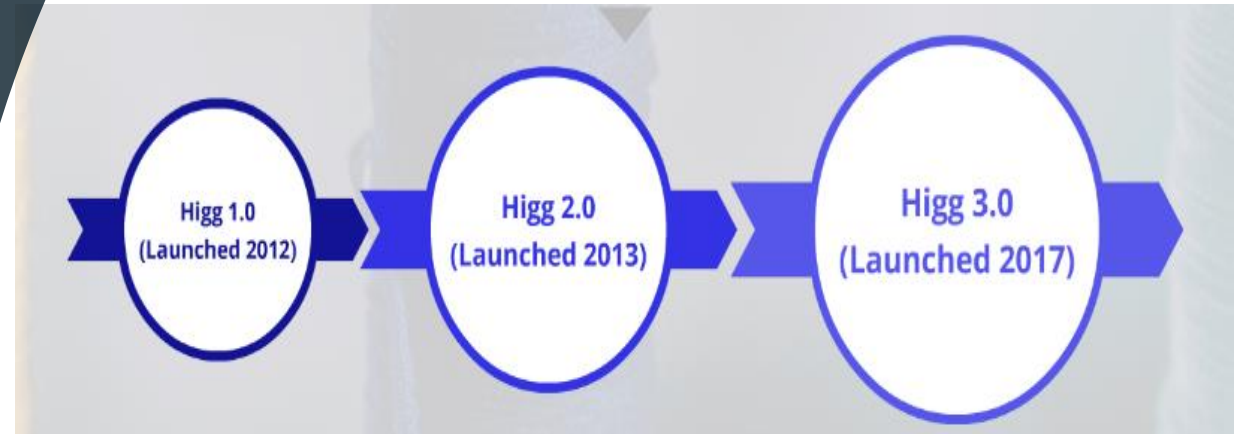 Higg 1.0
(Launched 2012)
Higg 2.0
(Launched 2013)
Higg 3.0
(Launched 2017)